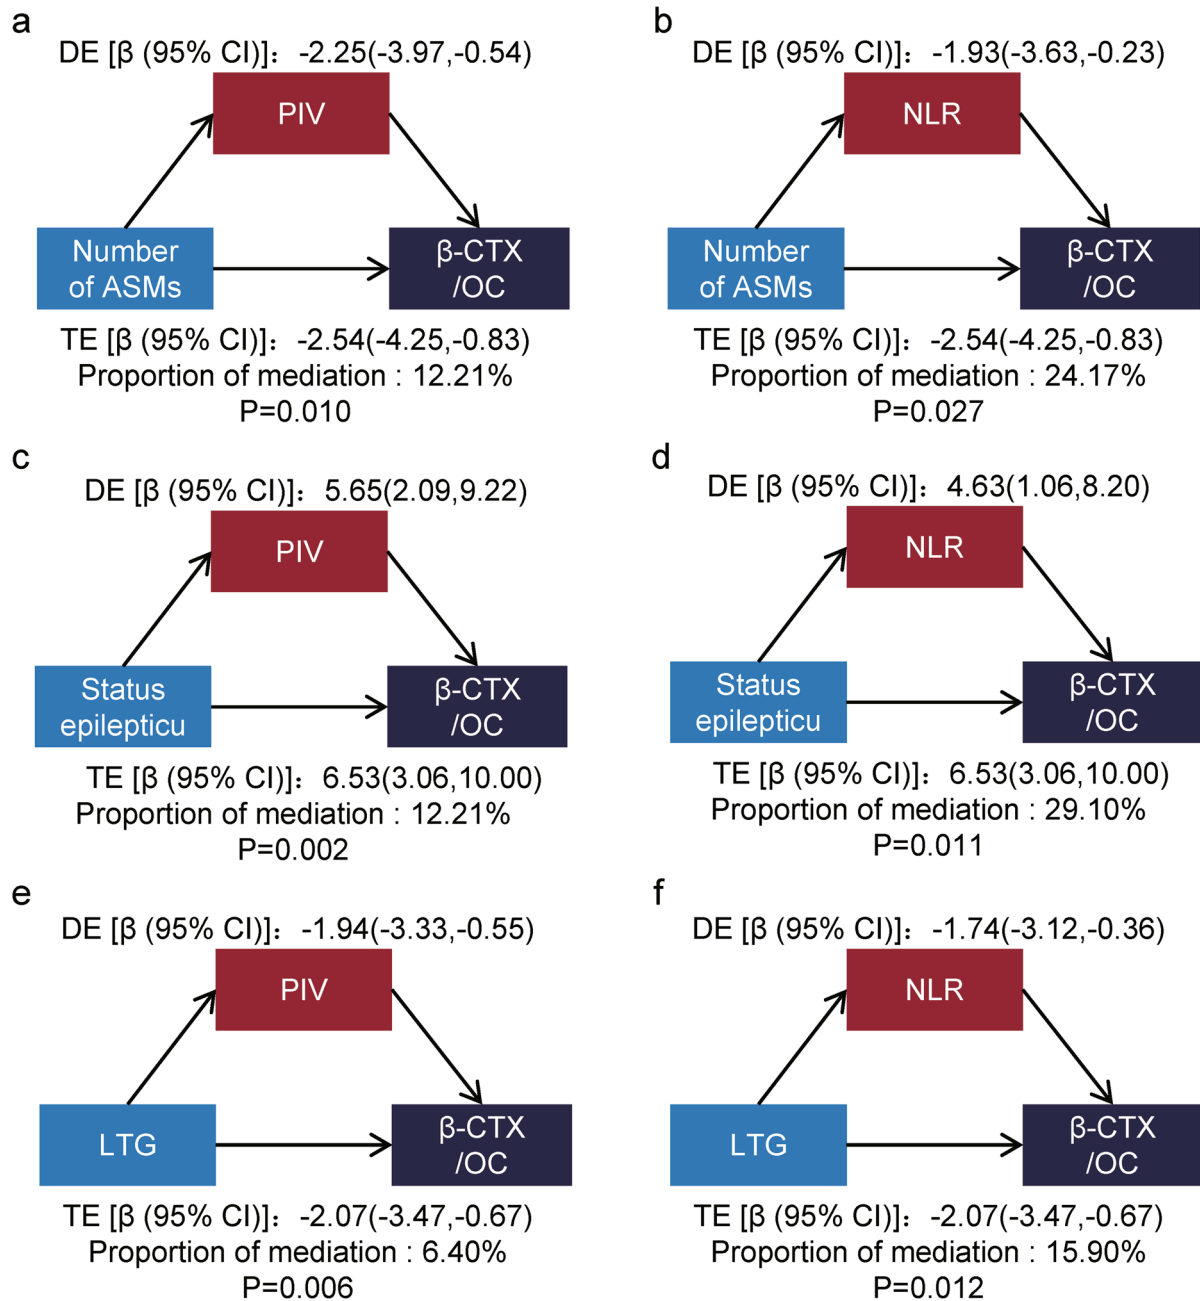 a
DE [β (95% CI)]：-2.25(-3.97,-0.54)
PIV
Number
of ASMs
β-CTX
/OC
TE [β (95% CI)]：-2.54(-4.25,-0.83)
Proportion of mediation : 12.21%
P=0.010
b
DE [β (95% CI)]：-1.93(-3.63,-0.23)
NLR
Number
of ASMs
β-CTX
/OC
TE [β (95% CI)]：-2.54(-4.25,-0.83)
Proportion of mediation : 24.17%
P=0.027
c
DE [β (95% CI)]：5.65(2.09,9.22)
PIV
Status
epilepticu
β-CTX
/OC
TE [β (95% CI)]：6.53(3.06,10.00)
Proportion of mediation : 12.21%
P=0.002
d
DE [β (95% CI)]：4.63(1.06,8.20)
NLR
Status
epilepticu
β-CTX
/OC
TE [β (95% CI)]：6.53(3.06,10.00)
Proportion of mediation : 29.10%
P=0.011
e
DE [β (95% CI)]：-1.94(-3.33,-0.55)
PIV
LTG
β-CTX
/OC
TE [β (95% CI)]：-2.07(-3.47,-0.67)
Proportion of mediation : 6.40%
P=0.006
f
DE [β (95% CI)]：-1.74(-3.12,-0.36)
NLR
LTG
β-CTX
/OC
TE [β (95% CI)]：-2.07(-3.47,-0.67)
Proportion of mediation : 15.90%
P=0.012